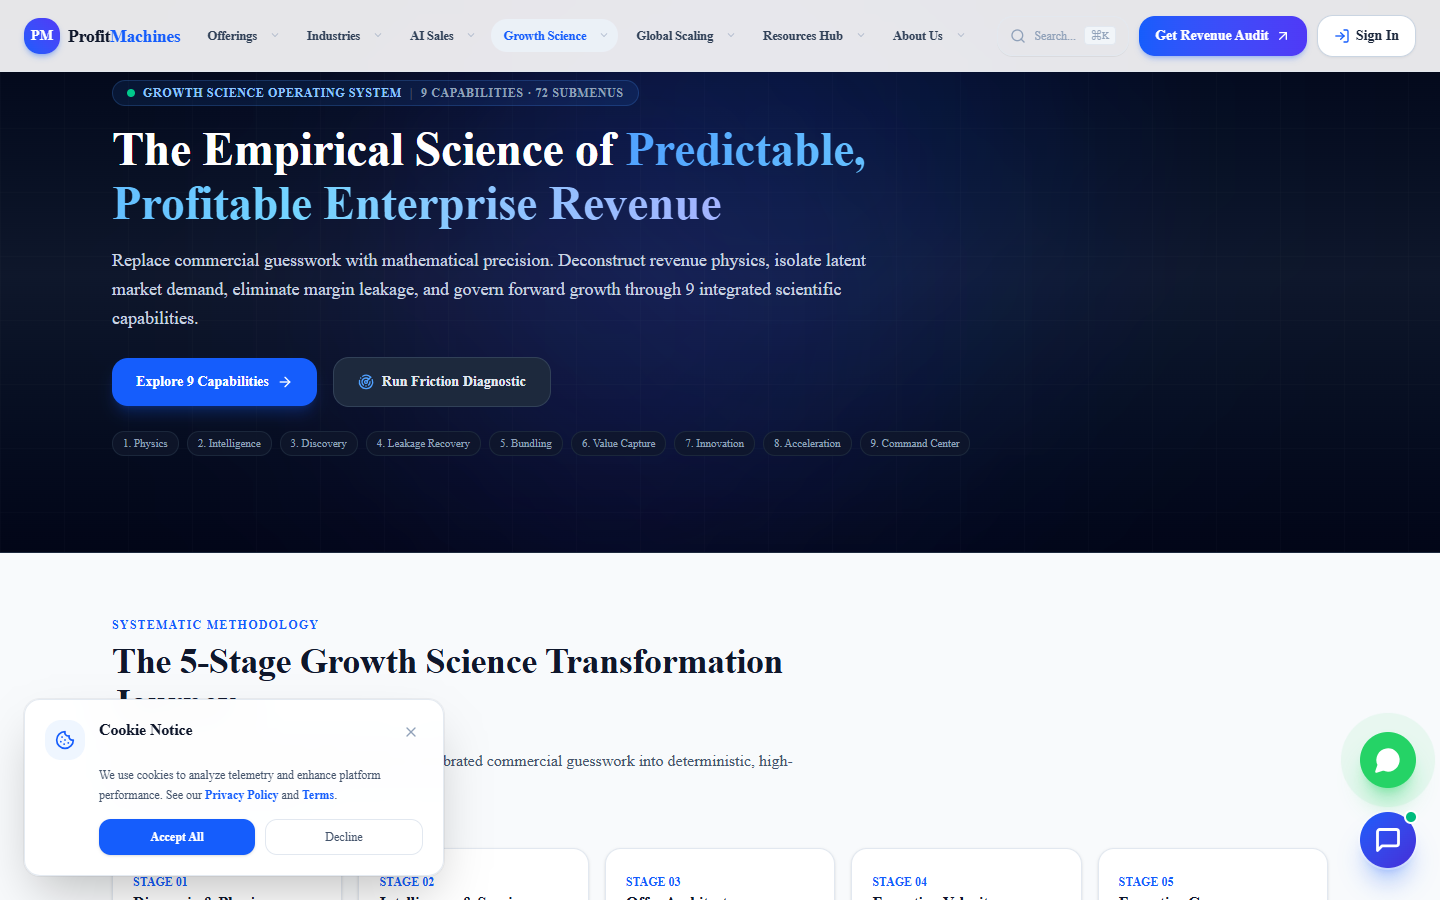 PM ProfitMachines Offerings Industries AI Sales Growth Science Global Scaling Resources Hub About Us Search... ⌘K Get Revenue Audit Sign In
GROWTH SCIENCE OPERATING SYSTEM | 9 CAPABILITIES · 72 SUBMENUS
The Empirical Science of Predictable,
Profitable Enterprise Revenue
Replace commercial guesswork with mathematical precision. Deconstruct revenue physics, isolate latent
market demand, eliminate margin leakage, and govern forward growth through 9 integrated scientific
capabilities.
Explore 9 Capabilities
Run Friction Diagnostic
1. Physics 2. Intelligence 3. Discovery 4. Leakage Recovery 5. Bundling 6. Value Capture 7. Innovation 8. Acceleration 9. Command Center
SYSTEMATIC METHODOLOGY
The 5-Stage Growth Science Transformation
brated commercial guesswork into deterministic, high-
Cookie Notice
We use cookies to analyze telemetry and enhance platform
performance. See our Privacy Policy and Terms.
Accept All
Decline
STAGE 01 STAGE 02 STAGE 03 STAGE 04 STAGE 05